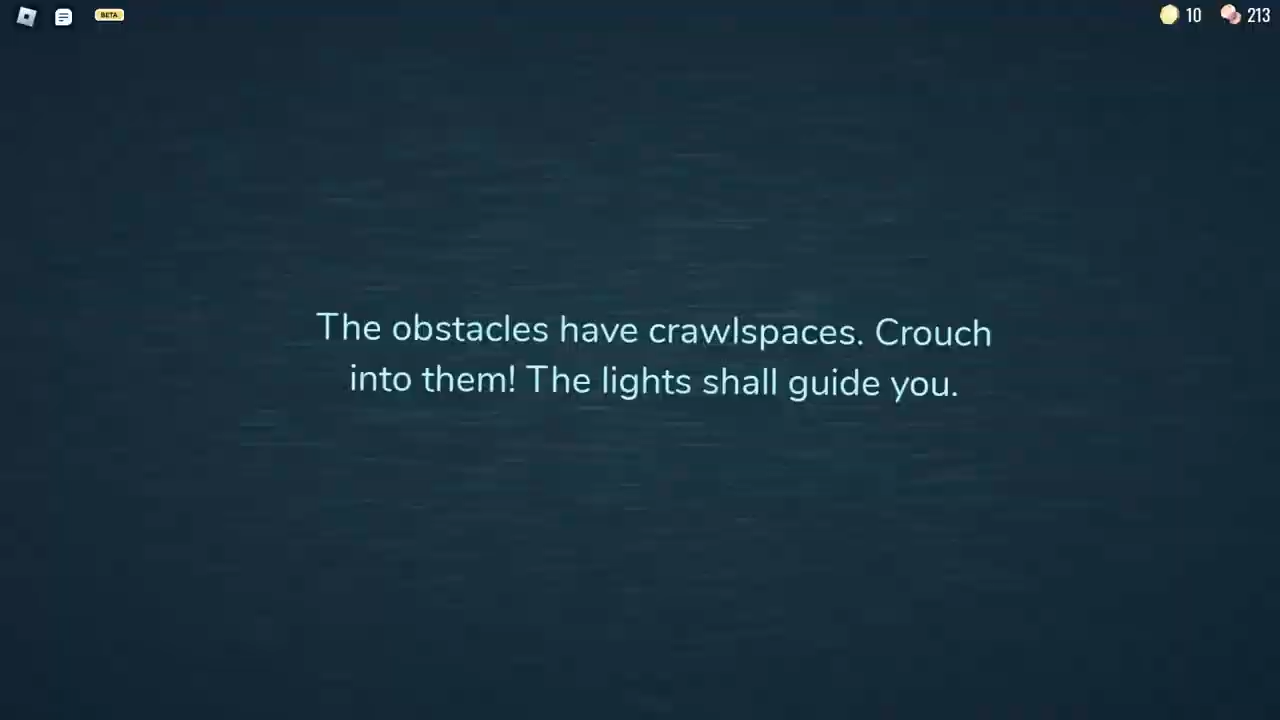 BETA
10
213
The obstacles have crawlspaces. Crouch
into them! The lights shall guide you.